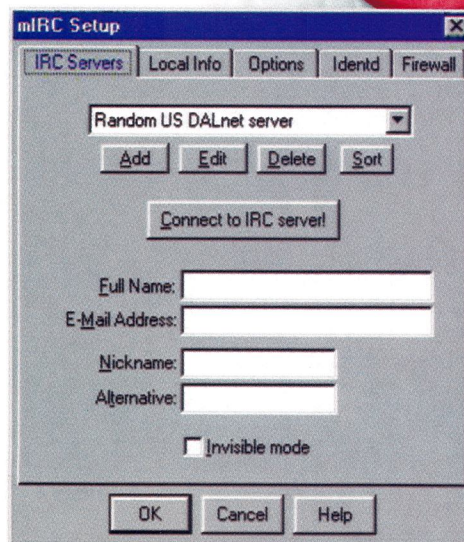 mIRC Setup
IRC Servers Local Info Options Identd Firewall
Random US DALnet server
Add Edit Delete Sort
Connect to IRC server!
Full Name:
E-Mail Address:
Nickname:
Alternative:
Invisible mode
OK Cancel Help